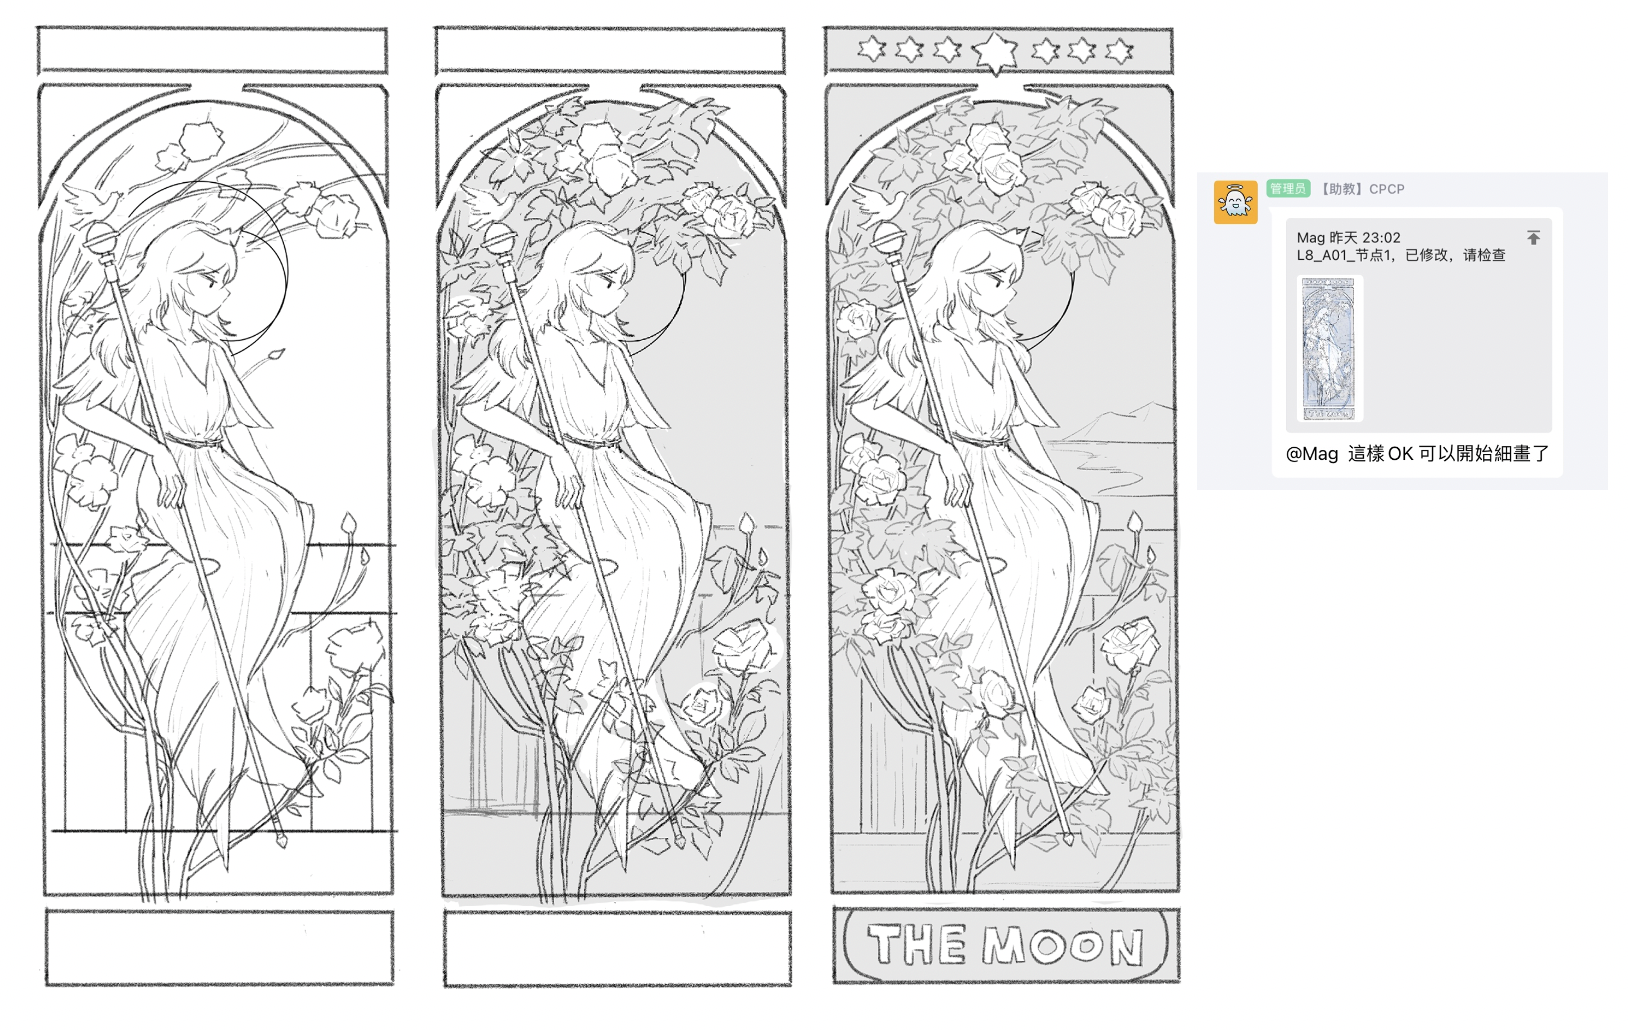 THE MOON
管理员 【助教】CPCP
Mag 昨天 23:02
L8_A01_节点1，已修改，请检查
@Mag 這樣OK 可以開始細畫了